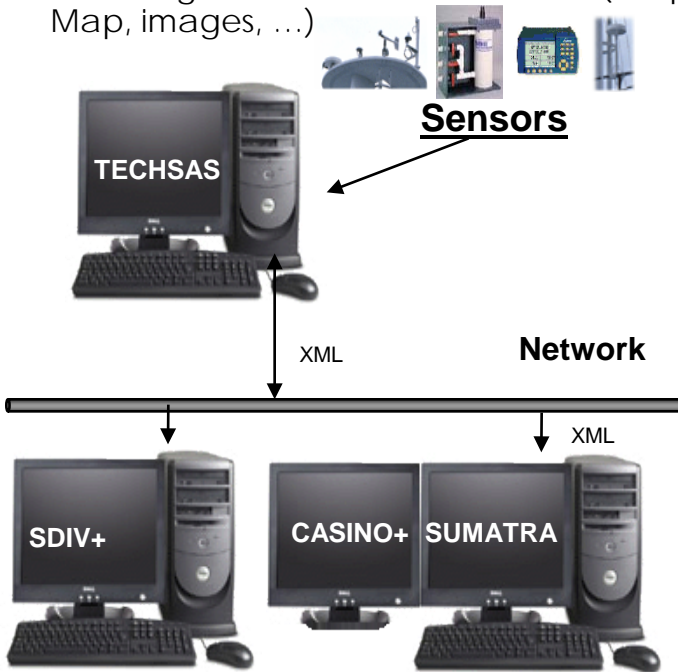 Map, images, …)
Sensors
TECHSAS
XML
Network
XML
SDIV+
CASINO+
SUMATRA